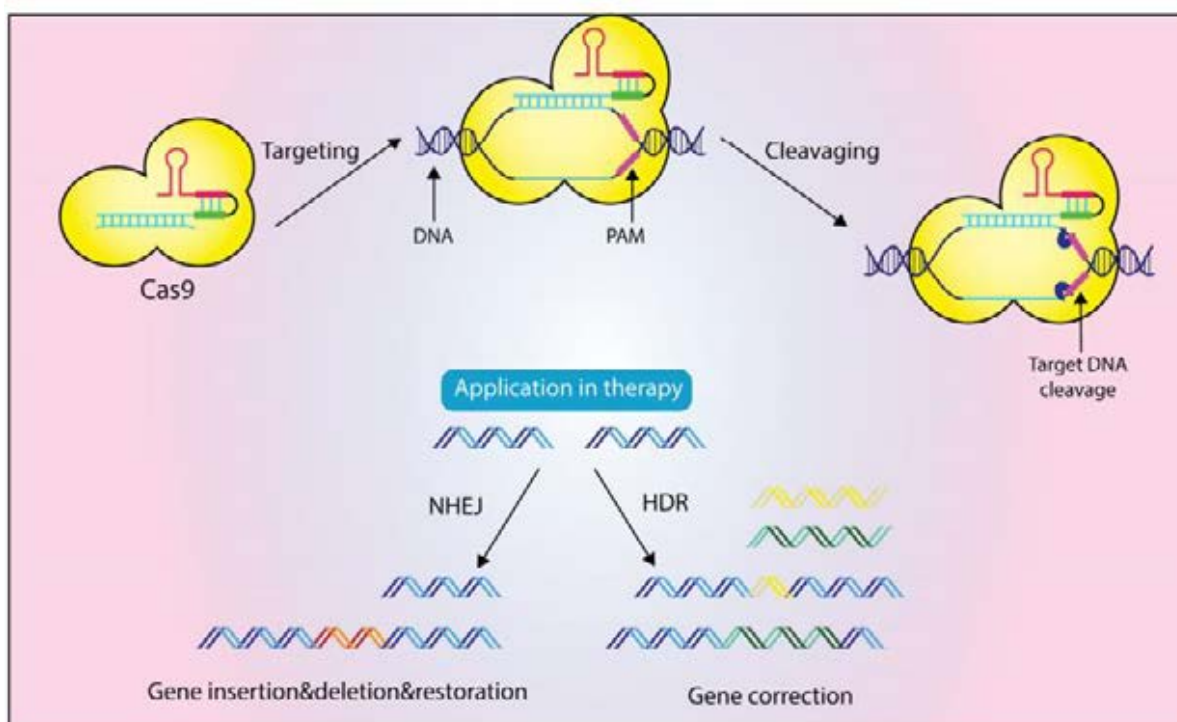 Targeting
Cleavaging
DNA
PAM
Cas9
Target DNA
cleavage
Application in therapy
NHEJ
HDR
Gene insertion&deletion&restoration
Gene correction